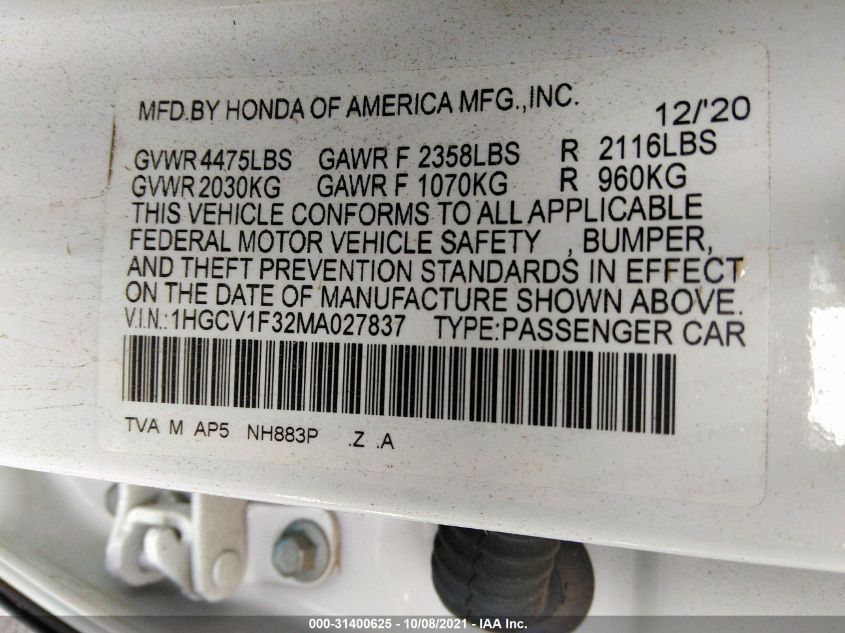 MFD.BY HONDA OF AMERICA MFG.,INC. 12/'20
GVWR 4475LBS GAWR F 2358LBS R 2116LBS
GVWR 2030KG GAWR F 1070KG R 960KG
THIS VEHICLE CONFORMS TO ALL APPLICABLE
FEDERAL MOTOR VEHICLE SAFETY , BUMPER,
AND THEFT PREVENTION STANDARDS IN EFFECT
ON THE DATE OF MANUFACTURE SHOWN ABOVE.
V.I.N.:1HGCV1F32MA027837 TYPE:PASSENGER CAR
TVA M AP5 NH883P .Z .A
000-31400625 - 10/08/2021 - IAA Inc.